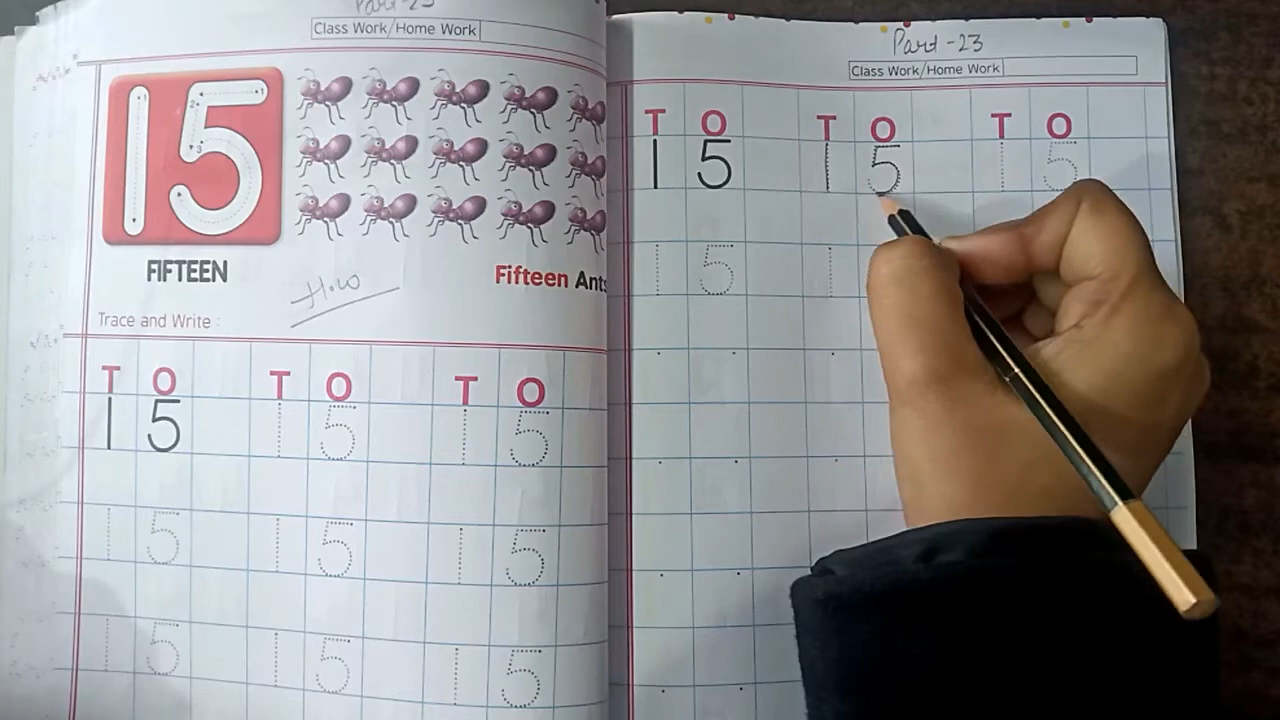 Part-23
Class Work/Home Work
15
FIFTEEN
Fifteen Ants
H.W
Trace and Write :
T O T O T O
1 5 1 5 1 5
1 5 1 5 1 5
1 5 1 5 1 5
Part-23
Class Work/Home Work
T O T O T O
1 5 1 5 1 5
1 5 1